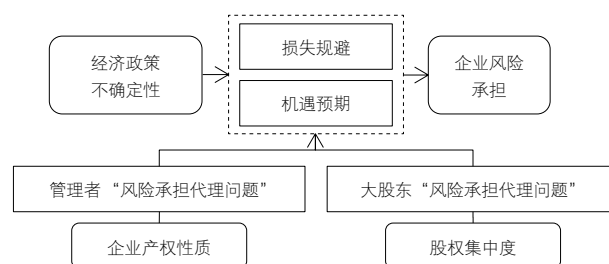 经济政策
不确定性
损失规避
机遇预期
企业风险
承担
管理者“风险承担代理问题”
大股东“风险承担代理问题”
企业产权性质
股权集中度